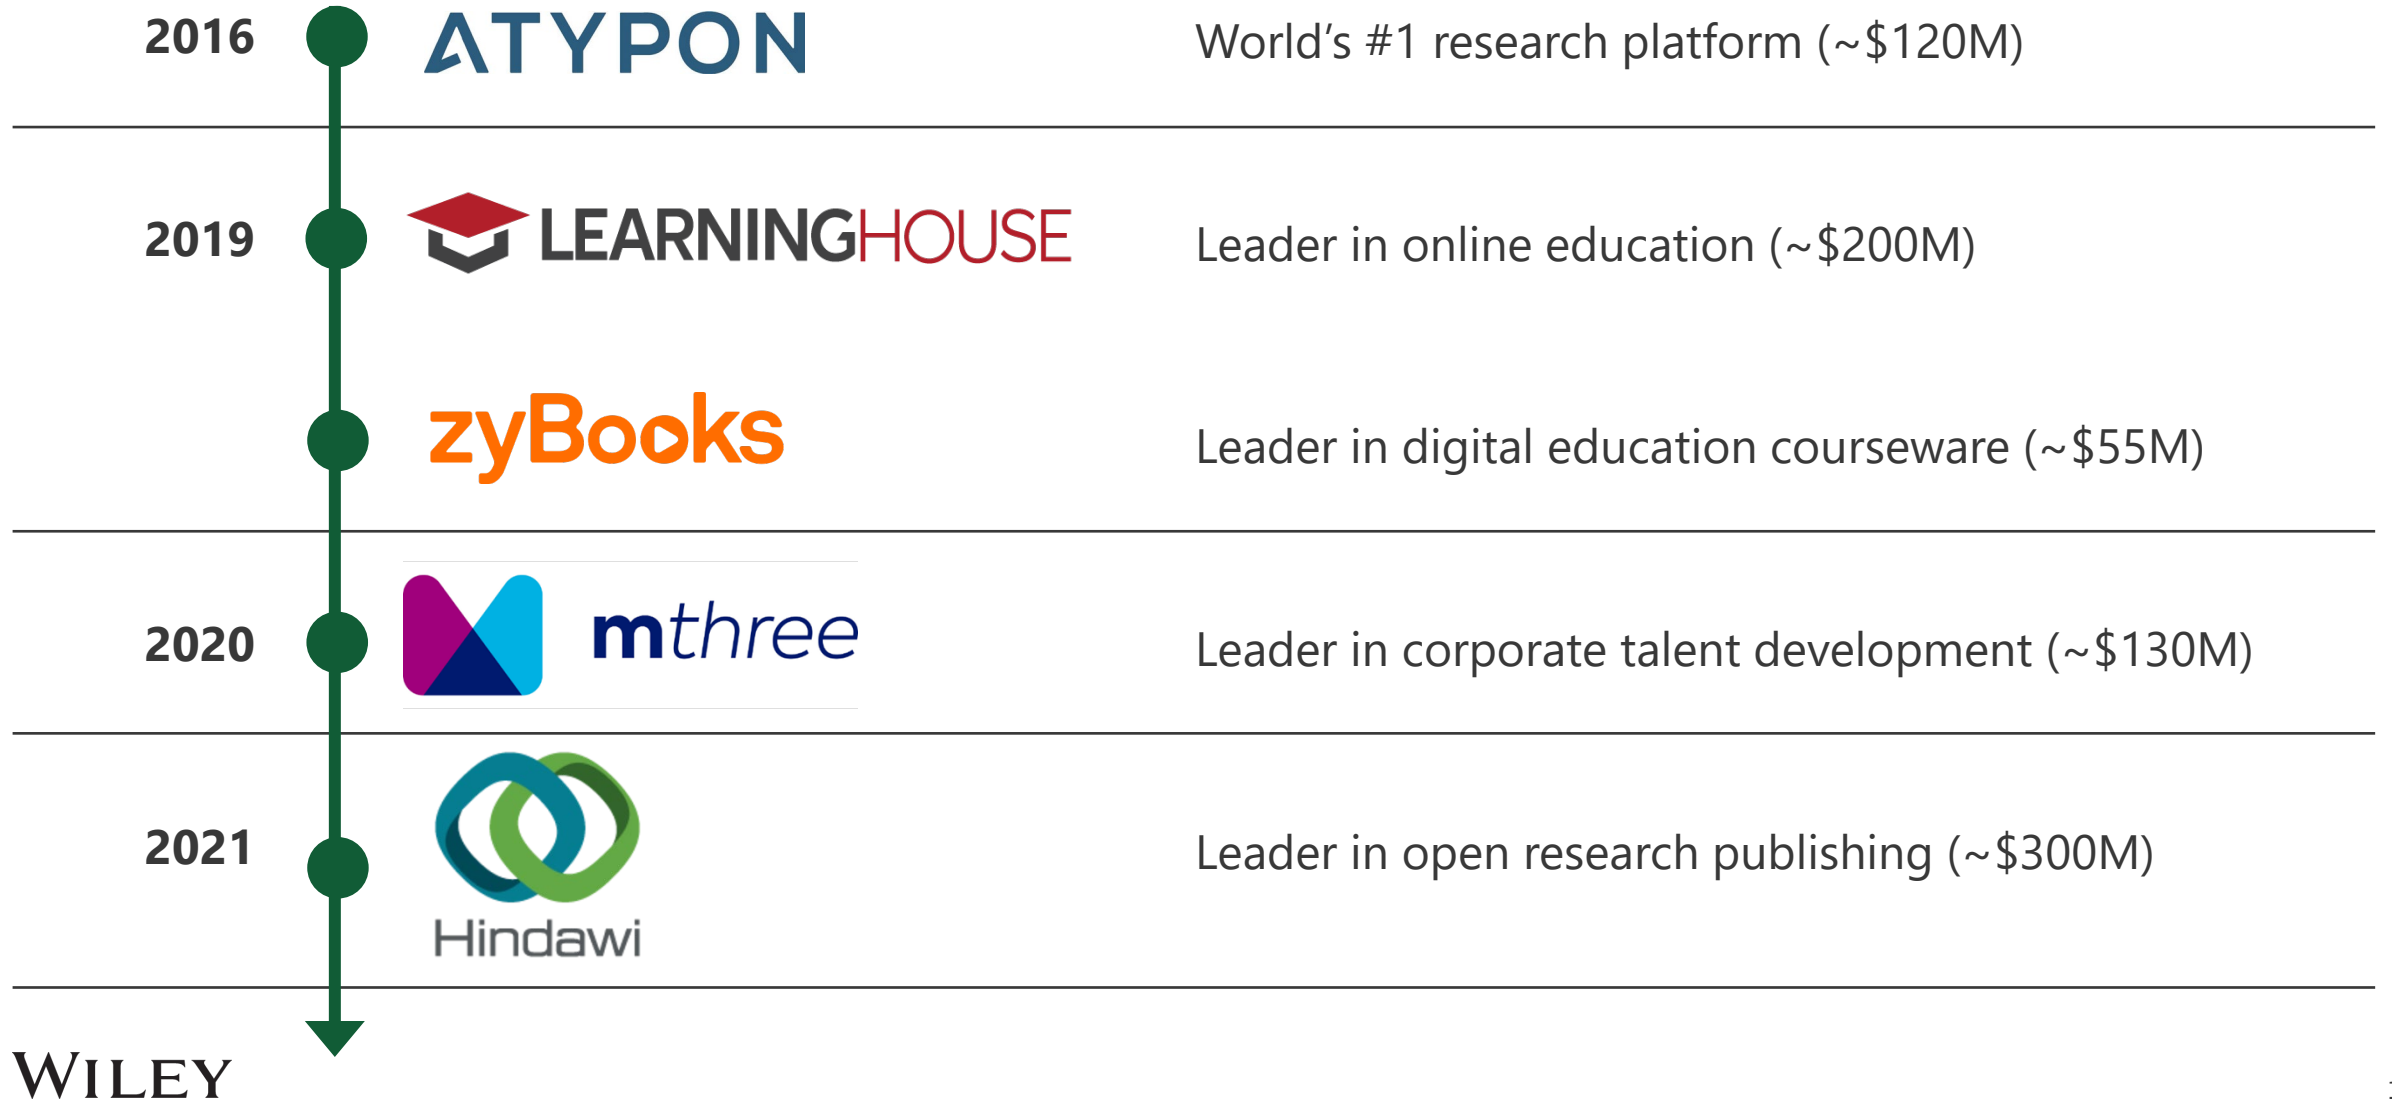 2016
ATYPON
World’s #1 research platform (~$120M)
2019
LEARNINGHOUSE
Leader in online education (~$200M)
zyBooks
Leader in digital education courseware (~$55M)
2020
mthree
Leader in corporate talent development (~$130M)
2021
Hindawi
Leader in open research publishing (~$300M)
WILEY